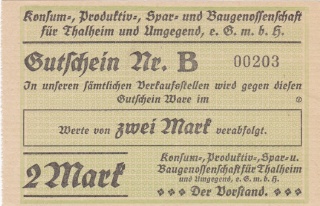 Konsum-, Produktiv-, Spar- und Baugenossenschaft
für Thalheim und Umgegend, e. G. m. b. H.
Gutschein Nr. B 00203
In unseren sämtlichen Verkaufsstellen wird gegen diesen
Gutschein Ware im
Werte von zwei Mark verabfolgt.
2 Mark
Konsum-, Produktiv-, Spar- u.
Baugenossenschaft für Thalheim
und Umgegend, e. G. m. b. H.
Der Vorstand.